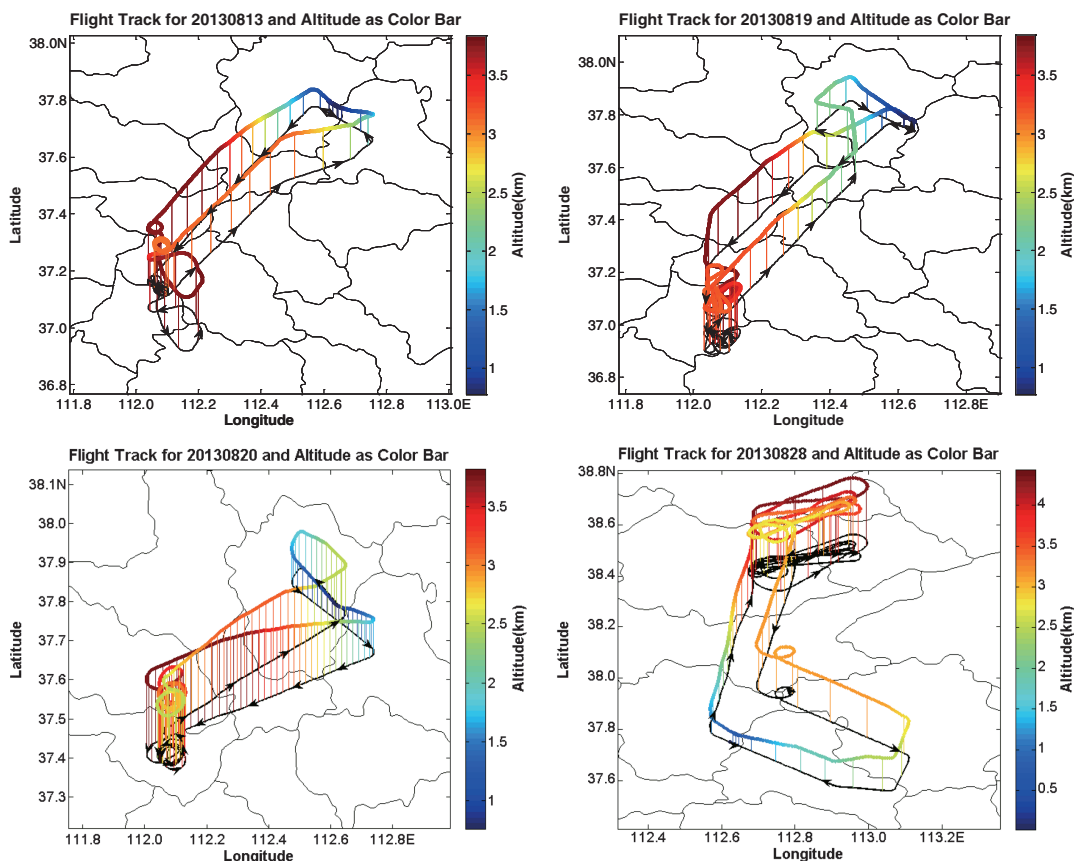 Flight Track for 20130813 and Altitude as Color Bar
38.0N
37.8
37.6
37.4
37.2
37.0
36.8
Latitude
111.8 112.0 112.2 112.4 112.6 112.8 113.0E
Longitude
3.5
3
2.5
2
1.5
1
Altitude(km)
Flight Track for 20130819 and Altitude as Color Bar
38.0N
37.8
37.6
37.4
37.2
37.0
36.8
Latitude
111.8 112.0 112.2 112.4 112.6 112.8E
Longitude
3.5
3
2.5
2
1.5
1
Altitude(km)
Flight Track for 20130820 and Altitude as Color Bar
38.1N
38.0
37.9
37.8
37.7
37.6
37.5
37.4
37.3
Latitude
111.8 112.0 112.2 112.4 112.6 112.8E
Longitude
3.5
3
2.5
2
1.5
1
Altitude(km)
Flight Track for 20130828 and Altitude as Color Bar
38.8N
38.6
38.4
38.2
38.0
37.8
37.6
Latitude
112.4 112.6 112.8 113.0 113.2E
Longitude
4
3.5
3
2.5
2
1.5
1
0.5
Altitude(km)